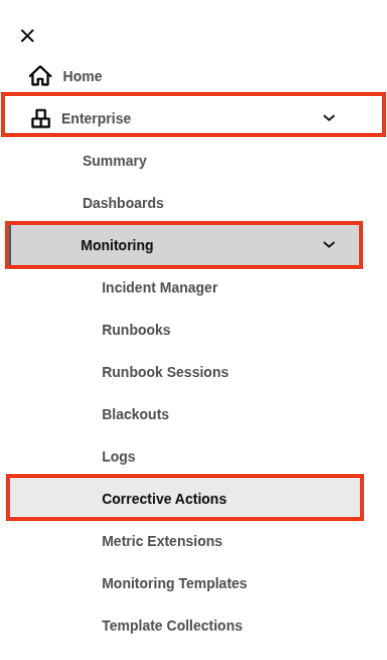 Home
Enterprise
Summary
Dashboards
Monitoring
Incident Manager
Runbooks
Runbook Sessions
Blackouts
Logs
Corrective Actions
Metric Extensions
Monitoring Templates
Template Collections